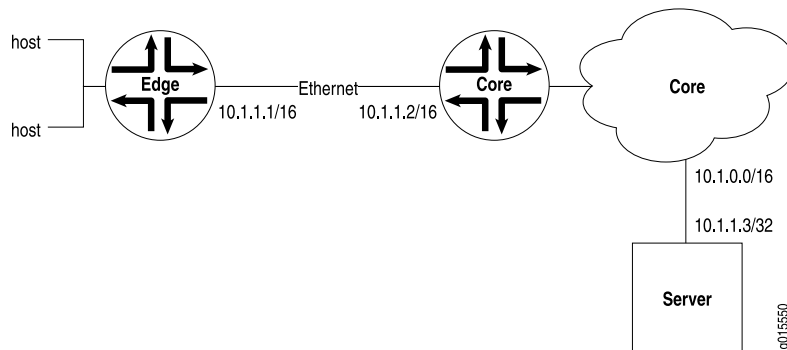 host
host
Edge
Ethernet
10.1.1.1/16
10.1.1.2/16
Core
Core
10.1.0.0/16
10.1.1.3/32
Server
g015550